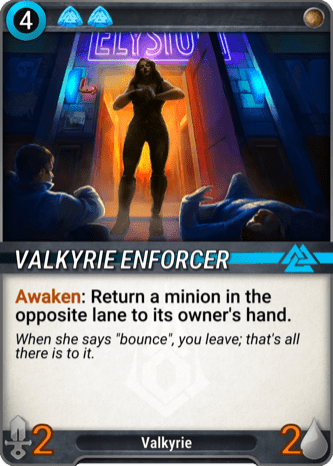 4
ELYSIUM
VALKYRIE ENFORCER
Awaken: Return a minion in the
opposite lane to its owner's hand.
When she says "bounce", you leave; that's all
there is to it.
2
Valkyrie
2